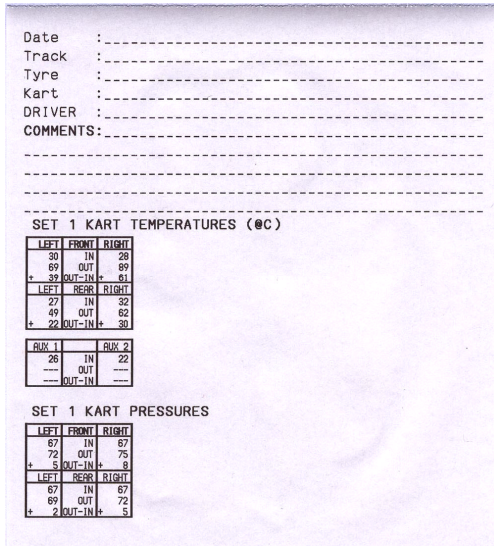 Date :
Track :
Tyre :
Kart :
DRIVER :
COMMENTS:
SET 1 KART TEMPERATURES (@C)
LEFT FRONT RIGHT
30 IN 28
69 OUT 89
+ 39 OUT-IN + 61
LEFT REAR RIGHT
27 IN 32
49 OUT 62
+ 22 OUT-IN + 30
AUX 1 AUX 2
26 IN 22
--- OUT ---
--- OUT-IN ---
SET 1 KART PRESSURES
LEFT FRONT RIGHT
67 IN 67
72 OUT 75
+ 5 OUT-IN + 8
LEFT REAR RIGHT
67 IN 67
69 OUT 72
+ 2 OUT-IN + 5